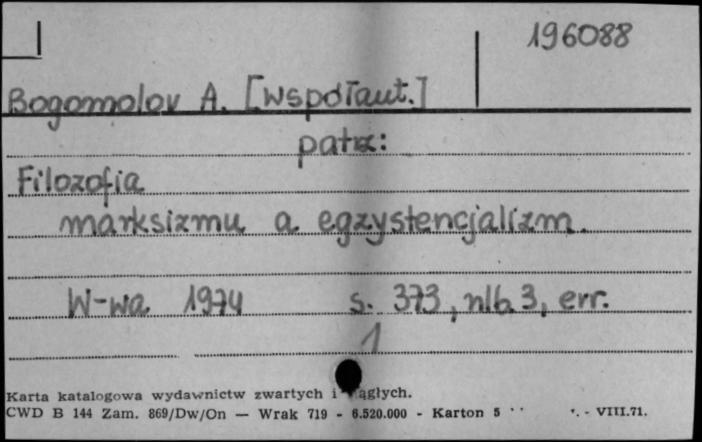 196088
Bogomolov A. [współaut.]
patrz:
Filozofia
marksizmu a egzystencjalizm.
W-wa 1974 s. 373, nlb. 3, err.
1
Karta katalogowa wydawnictw zwartych i ciągłych.
CWD B 144 Zam. 869/Dw/On — Wrak 719 - 6.520.000 - Karton 5 - VIII.71.